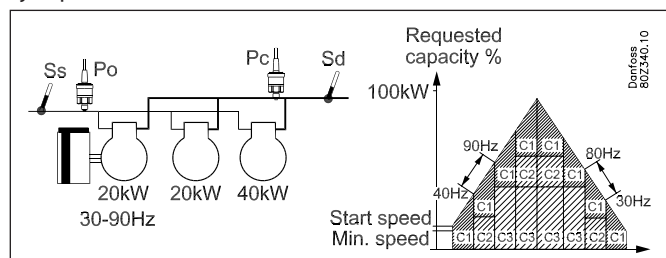 Ss
Po
Pc
Sd
20kW
20kW
40kW
30-90Hz
Requested
capacity %
100kW
Danfoss
80Z340.10
90Hz
80Hz
40Hz
30Hz
C1 C1
C1 C2 C2 C1
C1 C1
Start speed
Min. speed
C1 C2 C3 C3 C3 C3 C2 C1